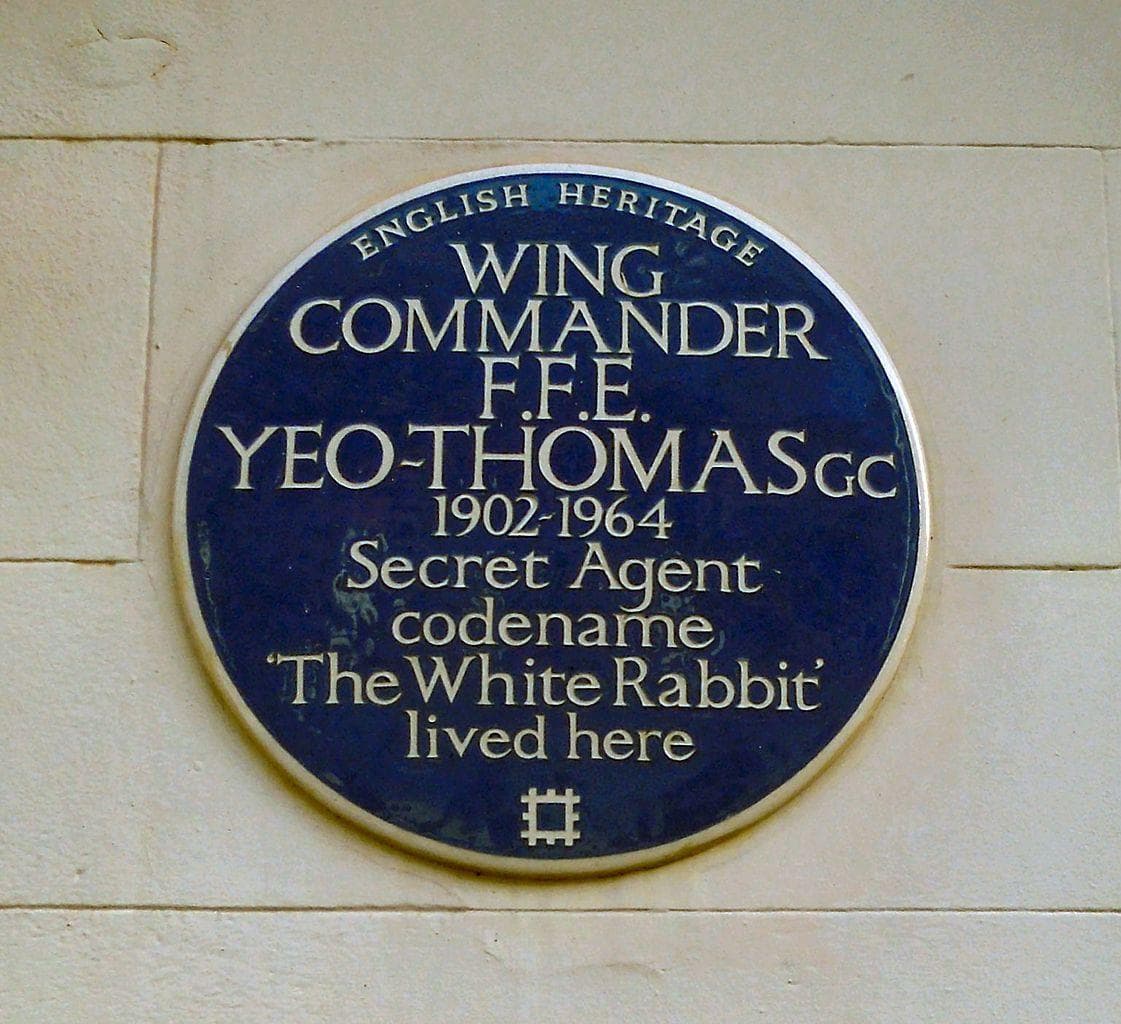 ENGLISH HERITAGE
WING
COMMANDER
F.F.E.
YEO-THOMAS GC
1902-1964
Secret Agent
codename
‘The White Rabbit’
lived here